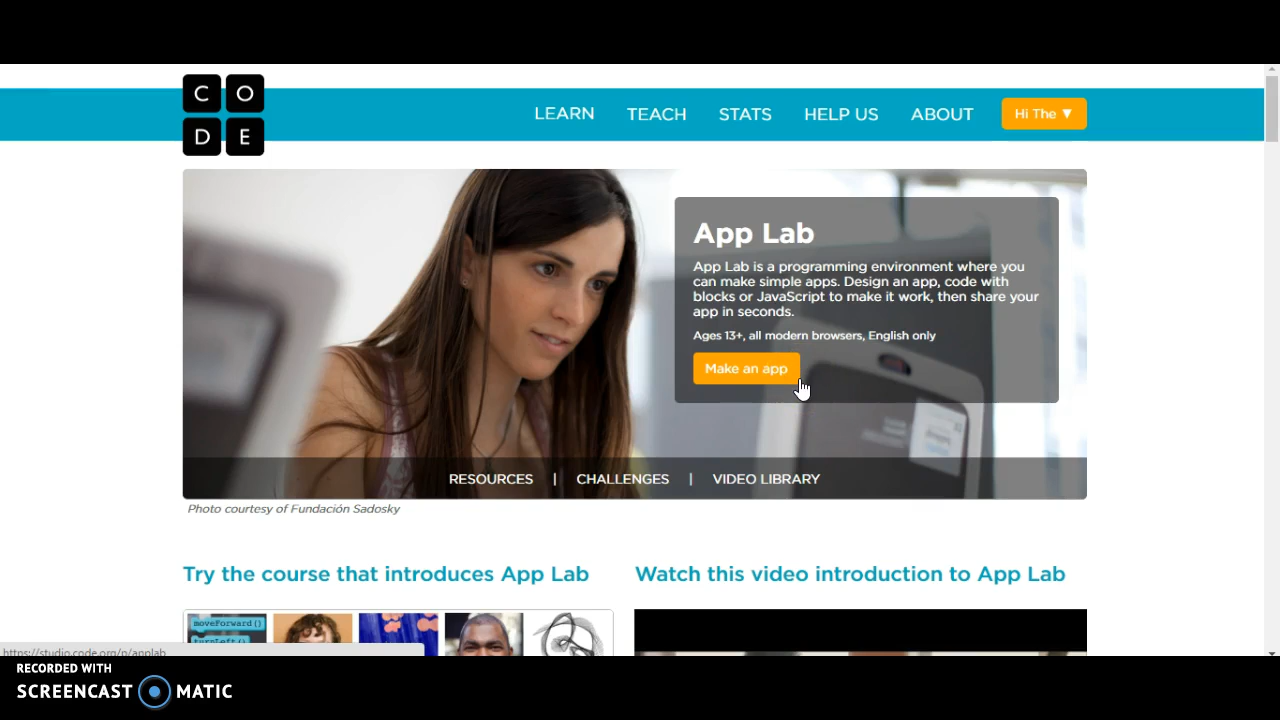 C O
D E
LEARN TEACH STATS HELP US ABOUT Hi The ▼
App Lab
App Lab is a programming environment where you
can make simple apps. Design an app, code with
blocks or JavaScript to make it work, then share your
app in seconds.
Ages 13+, all modern browsers, English only
Make an app
RESOURCES | CHALLENGES | VIDEO LIBRARY
Photo courtesy of Fundación Sadosky
Try the course that introduces App Lab
Watch this video introduction to App Lab
moveForward()
turnLeft()
https://studio.code.org/p/applab
RECORDED WITH
SCREENCAST MATIC